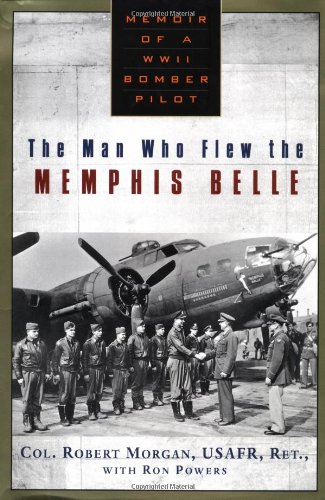 MEMOIR
OF A
WWII
BOMBER
PILOT
The Man Who Flew the
MEMPHIS BELLE
COL. ROBERT MORGAN, USAFR, RET.,
WITH RON POWERS